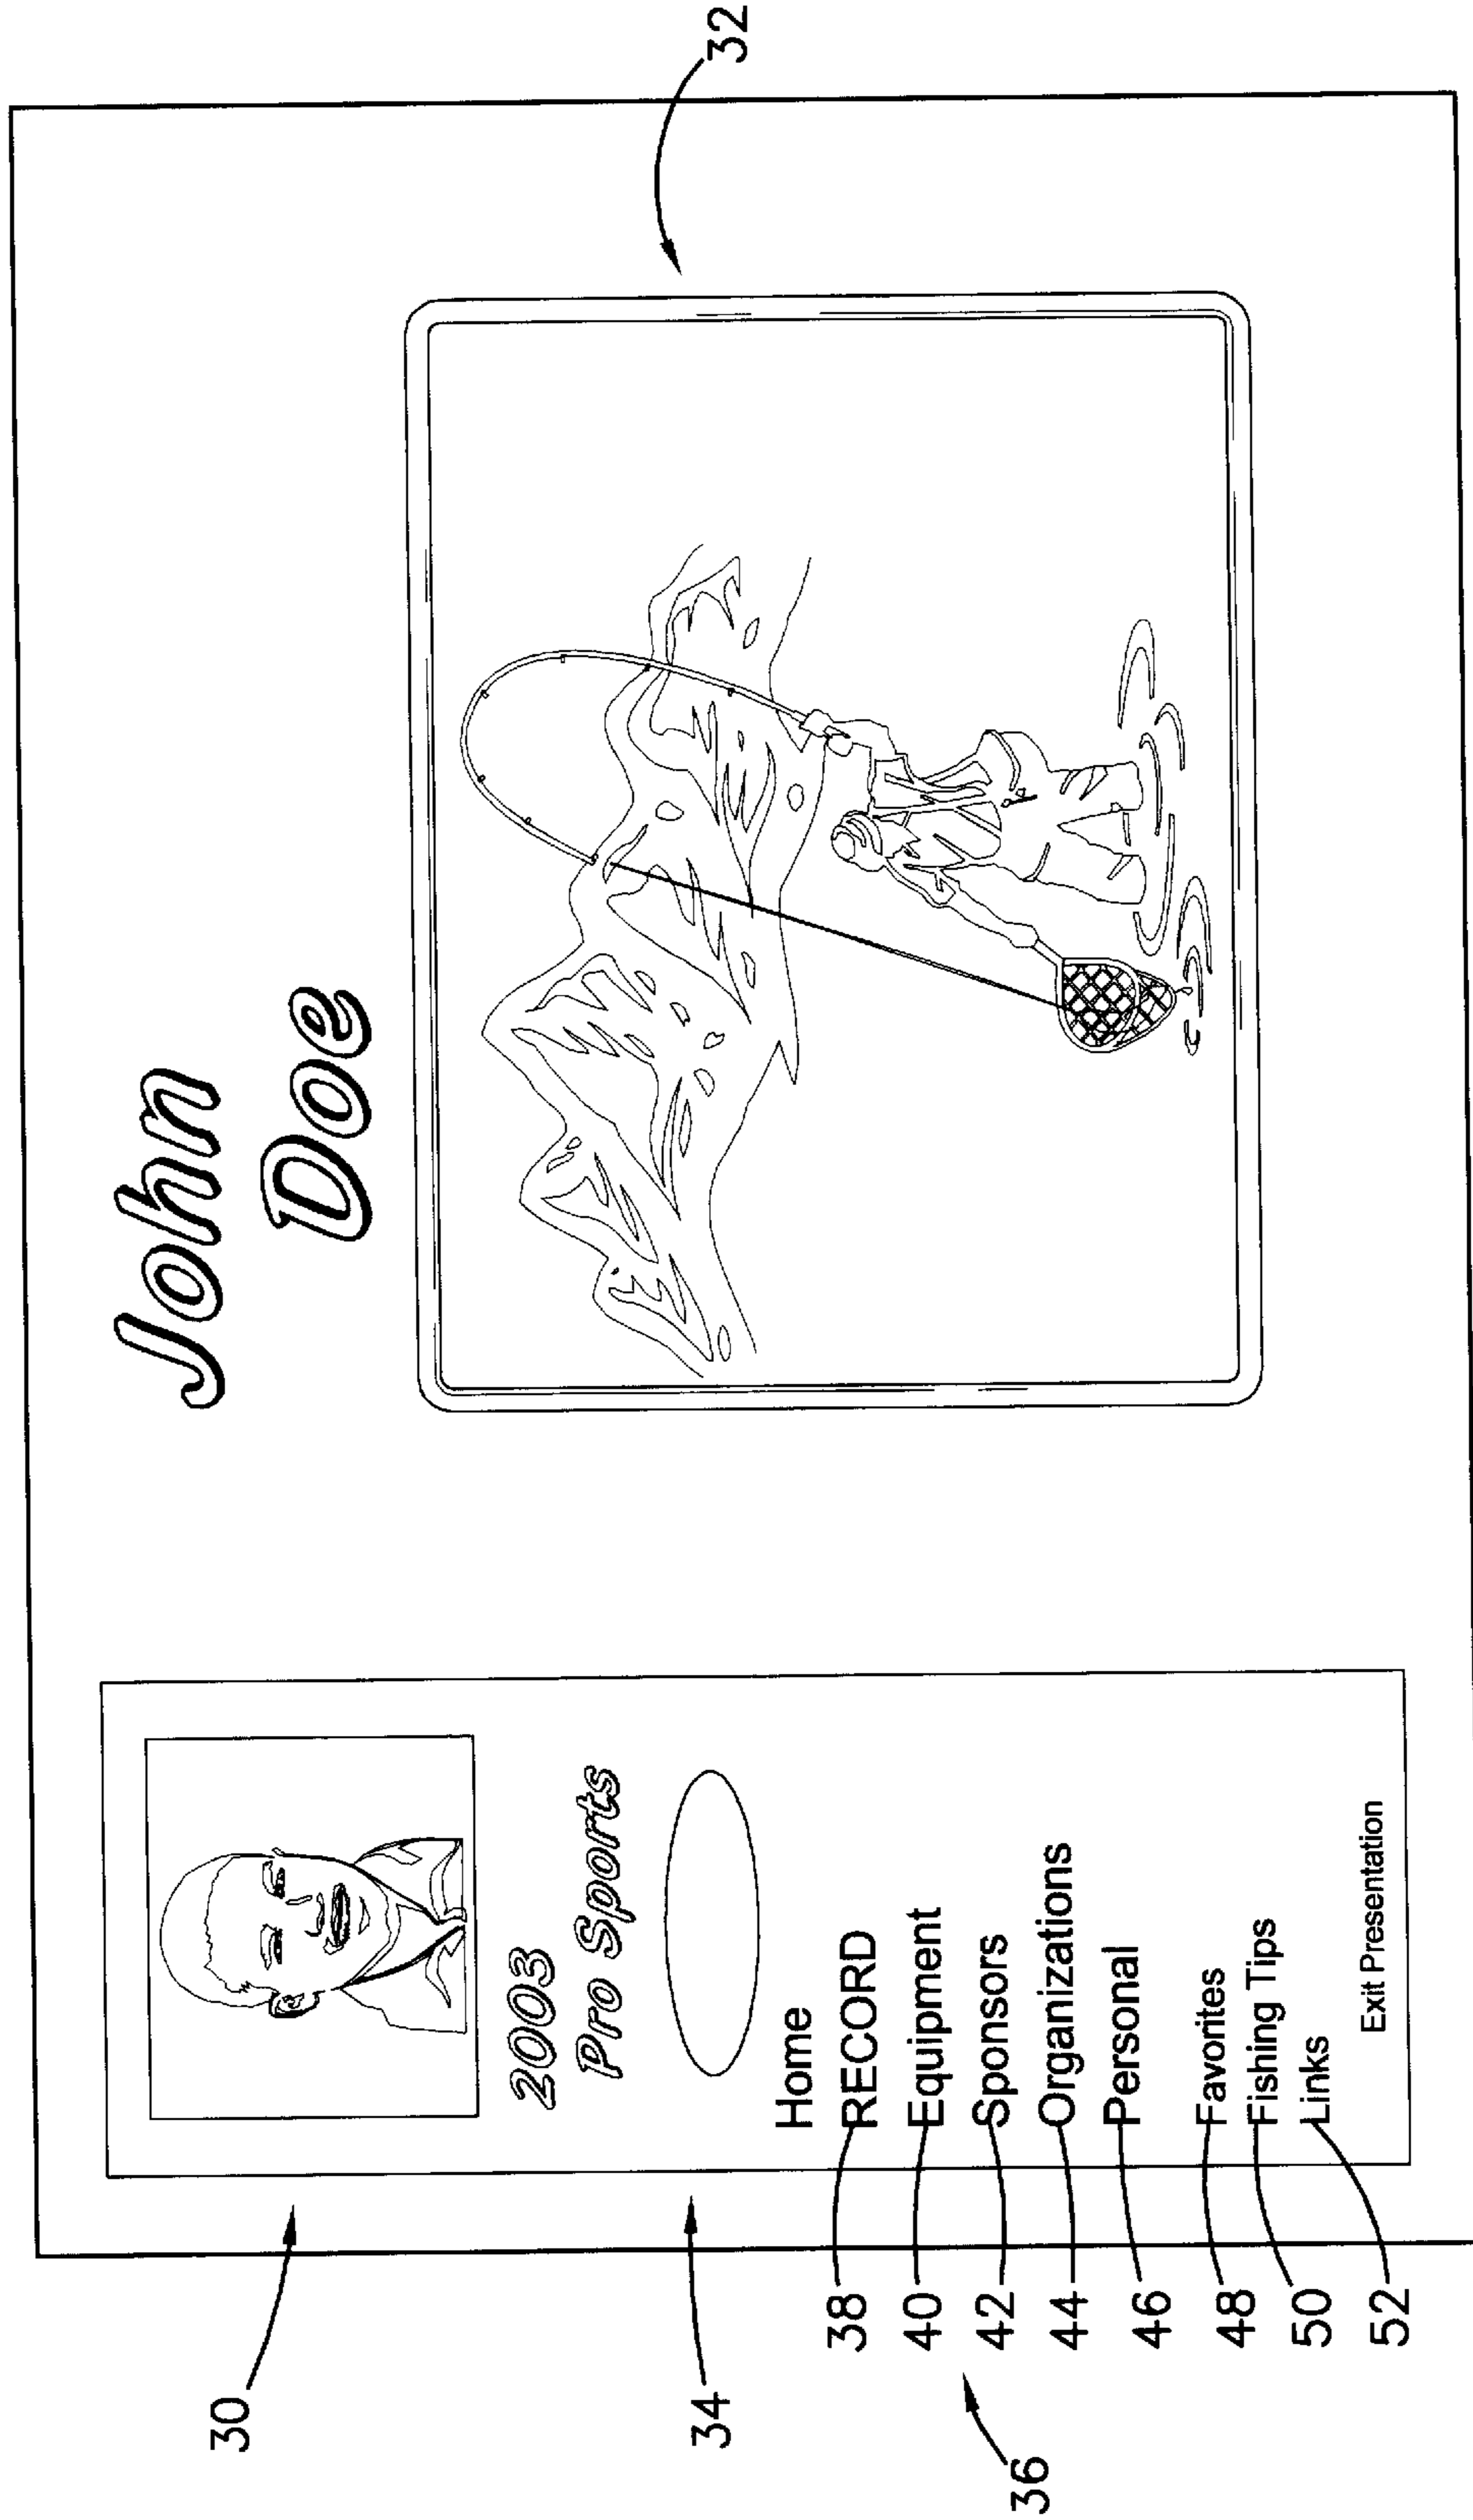 John
Doe
32
30
34
36
2003
Pro Sports
Home
38 RECORD
40 Equipment
42 Sponsors
44 Organizations
46 Personal
48 Favorites
50 Fishing Tips
52 Links
Exit Presentation